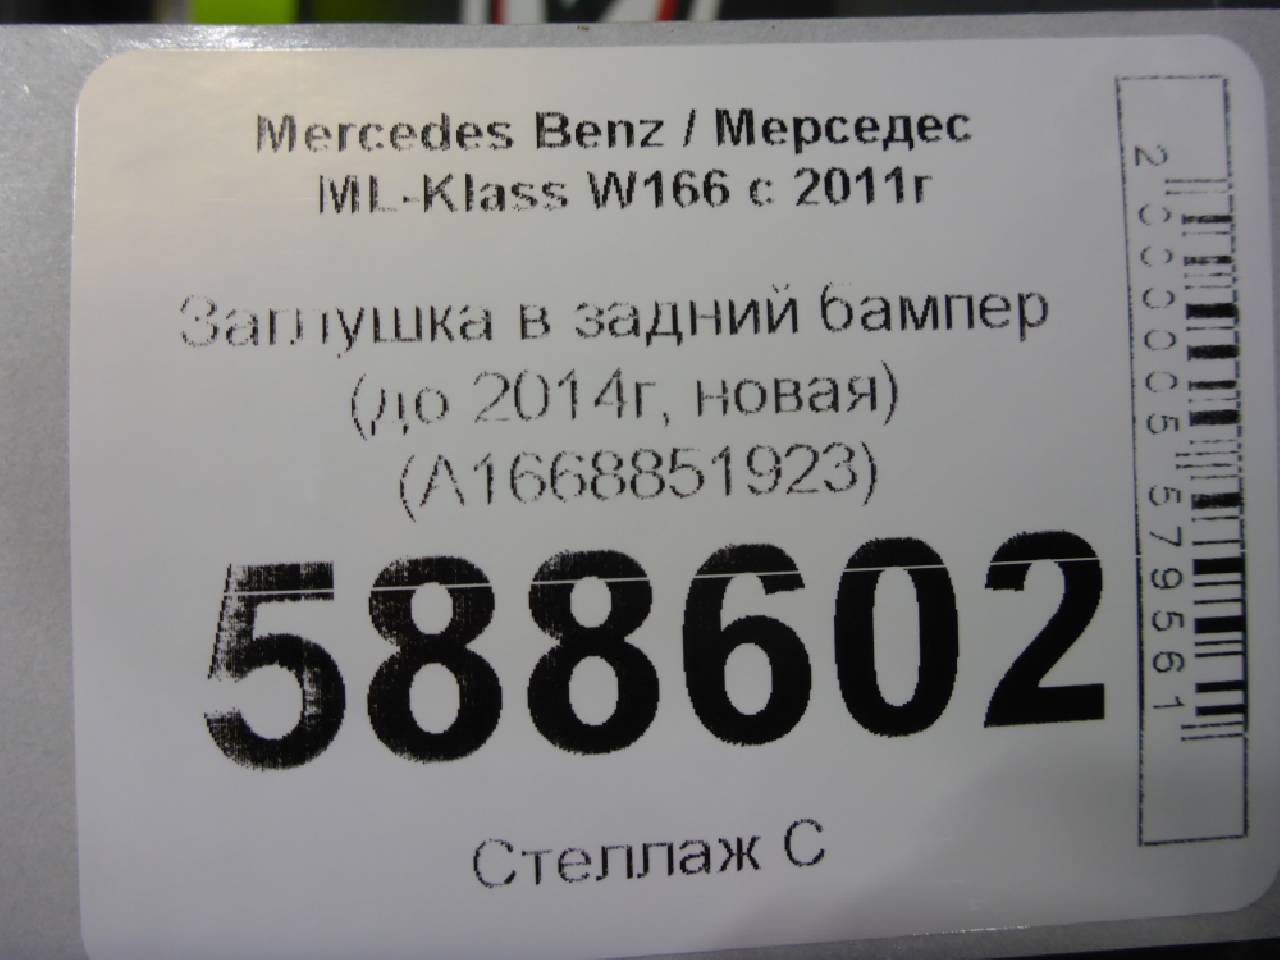 Mercedes Benz / Мерседес
ML-Klass W166 с 2011г
Заглушка в задний бампер
(до 2014г, новая)
(A1668851923)
588602
Стеллаж С
2000005579561